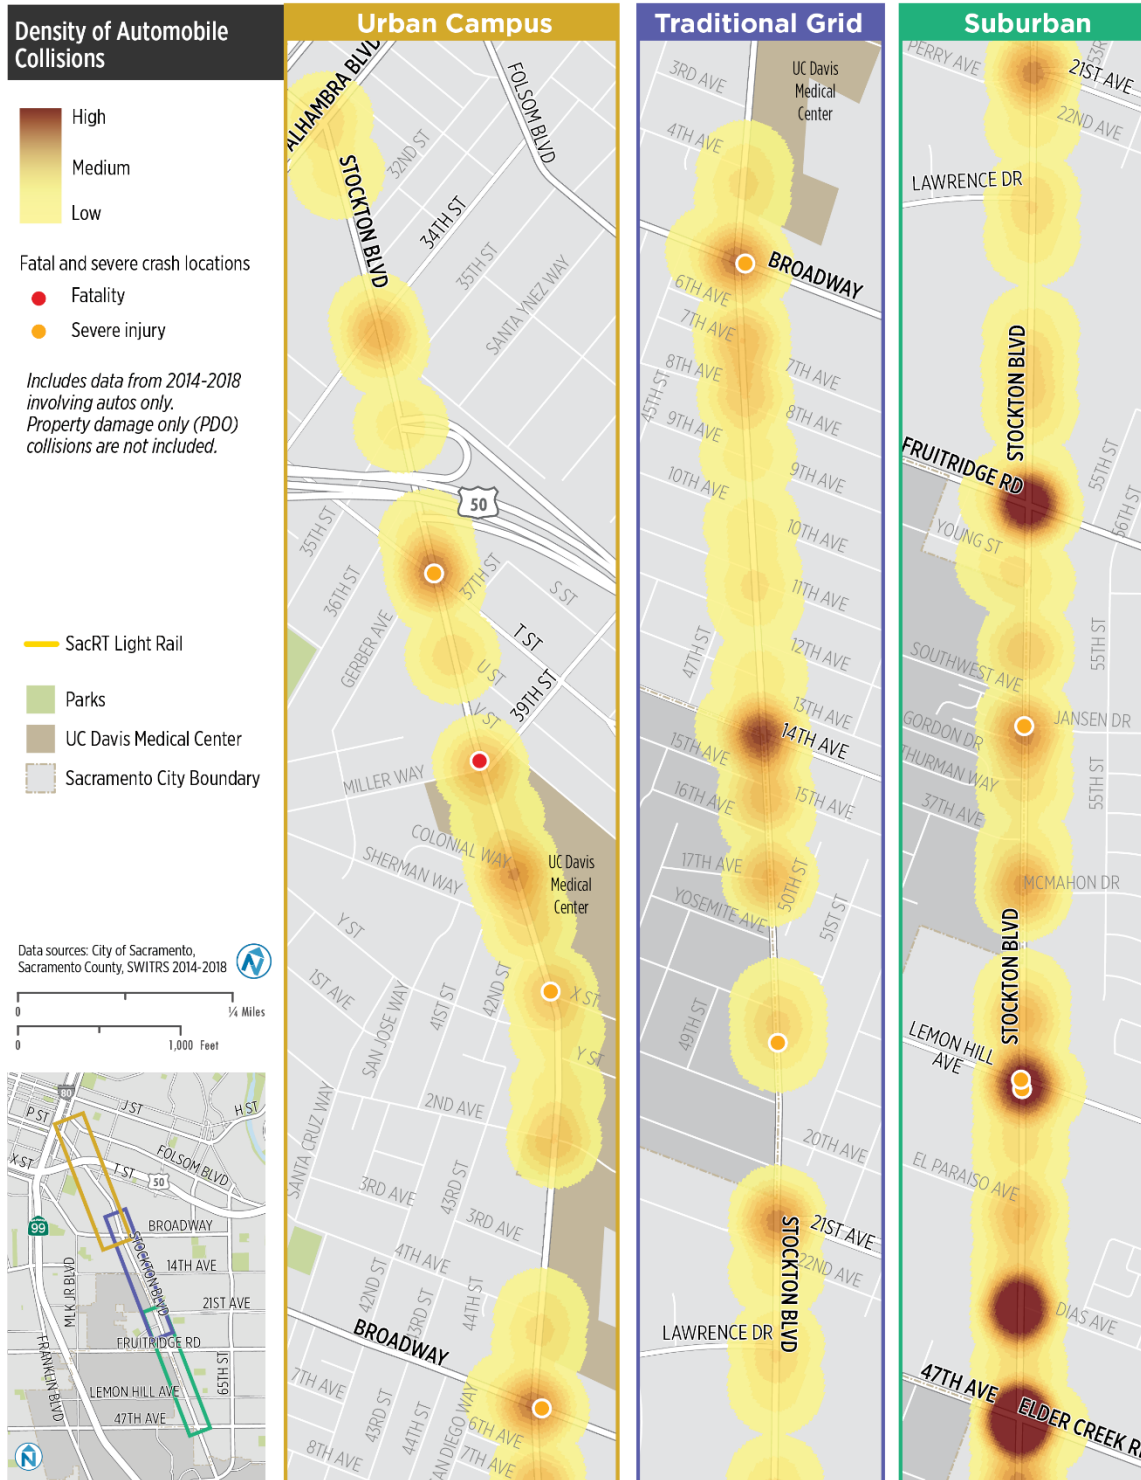 Density of Automobile
Collisions
High
Medium
Low
Fatal and severe crash locations
Fatality
Severe injury
Includes data from 2014-2018
involving autos only.
Property damage only (PDO)
collisions are not included.
SacRT Light Rail
Parks
UC Davis Medical Center
Sacramento City Boundary
Data sources: City of Sacramento,
Sacramento County, SWITRS 2014-2018
0
¼ Miles
0
1,000 Feet
80
J ST
H ST
P ST
FOLSOM BLVD
X ST
T ST
50
99
BROADWAY
STOCKTON BLVD
14TH AVE
MLK JR BLVD
21ST AVE
FRUITRIDGE RD
FRANKLIN BLVD
65TH ST
LEMON HILL AVE
47TH AVE
N
Urban Campus
ALHAMBRA BLVD
FOLSOM BLVD
32ND ST
STOCKTON BLVD
34TH ST
35TH ST
SANTA YNEZ WAY
50
35TH ST
36TH ST
37TH ST
S ST
GERBER AVE
T ST
U ST
39TH ST
V ST
MILLER WAY
COLONIAL WAY
SHERMAN WAY
UC Davis
Medical
Center
Y ST
1ST AVE
SAN JOSE WAY
41ST ST
42ND ST
X ST
Y ST
2ND AVE
SANTA CRUZ WAY
3RD AVE
43RD ST
3RD AVE
4TH AVE
42ND ST
43RD ST
44TH ST
BROADWAY
7TH AVE
43RD ST
44TH ST
SAN DIEGO WAY
6TH AVE
7TH AVE
8TH AVE
Traditional Grid
3RD AVE
UC Davis
Medical
Center
4TH AVE
BROADWAY
6TH AVE
7TH AVE
8TH AVE
7TH AVE
45TH ST
8TH AVE
9TH AVE
9TH AVE
10TH AVE
10TH AVE
11TH AVE
47TH ST
12TH AVE
13TH AVE
14TH AVE
15TH AVE
15TH AVE
16TH AVE
17TH AVE
50TH ST
YOSEMITE AVE
51ST ST
49TH ST
20TH AVE
21ST AVE
STOCKTON BLVD
22ND AVE
LAWRENCE DR
Suburban
PERRY AVE
53R
21ST AVE
22ND AVE
LAWRENCE DR
STOCKTON BLVD
FRUITRIDGE RD
55TH ST
56TH ST
YOUNG ST
SOUTHWEST AVE
55TH ST
GORDON DR
JANSEN DR
THURMAN WAY
55TH ST
37TH AVE
MCMAHON DR
STOCKTON BLVD
LEMON HILL
AVE
EL PARAISO AVE
DIAS AVE
47TH AVE
ELDER CREEK R